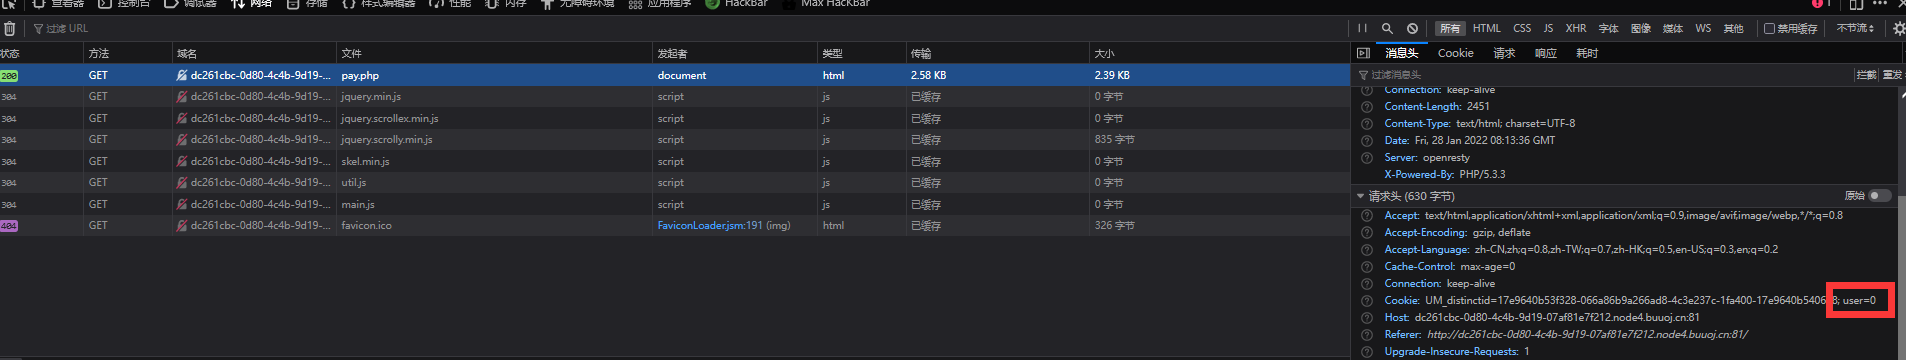 查看器 控制台 调试器 网络 存储 样式编辑器 性能 内存 无障碍环境 应用程序 HackBar Max HackBar 1
过滤 URL
所有 HTML CSS JS XHR 字体 图像 媒体 WS 其他 禁用缓存 不节流
状态 方法 域名 文件 发起者 类型 传输 大小
200 GET dc261cbc-0d80-4c4b-9d19-... pay.php document html 2.58 KB 2.39 KB
304 GET dc261cbc-0d80-4c4b-9d19-... jquery.min.js script js 已缓存 0 字节
304 GET dc261cbc-0d80-4c4b-9d19-... jquery.scrollex.min.js script js 已缓存 0 字节
304 GET dc261cbc-0d80-4c4b-9d19-... jquery.scrolly.min.js script js 已缓存 835 字节
304 GET dc261cbc-0d80-4c4b-9d19-... skel.min.js script js 已缓存 0 字节
304 GET dc261cbc-0d80-4c4b-9d19-... util.js script js 已缓存 0 字节
304 GET dc261cbc-0d80-4c4b-9d19-... main.js script js 已缓存 0 字节
404 GET dc261cbc-0d80-4c4b-9d19-... favicon.ico FaviconLoader.jsm:191 (img) html 已缓存 326 字节
消息头 Cookie 请求 响应 耗时
过滤消息头 拦截 重发
Connection: keep-alive
Content-Length: 2451
Content-Type: text/html; charset=UTF-8
Date: Fri, 28 Jan 2022 08:13:36 GMT
Server: openresty
X-Powered-By: PHP/5.3.3
请求头 (630 字节) 原始
Accept: text/html,application/xhtml+xml,application/xml;q=0.9,image/avif,image/webp,*/*;q=0.8
Accept-Encoding: gzip, deflate
Accept-Language: zh-CN,zh;q=0.8,zh-TW;q=0.7,zh-HK;q=0.5,en-US;q=0.3,en;q=0.2
Cache-Control: max-age=0
Connection: keep-alive
Cookie: UM_distinctid=17e9640b53f328-066a86b9a266ad8-4c3e237c-1fa400-17e9640b540 8; user=0
Host: dc261cbc-0d80-4c4b-9d19-07af81e7f212.node4.buuoj.cn:81
Referer: http://dc261cbc-0d80-4c4b-9d19-07af81e7f212.node4.buuoj.cn:81/
Upgrade-Insecure-Requests: 1